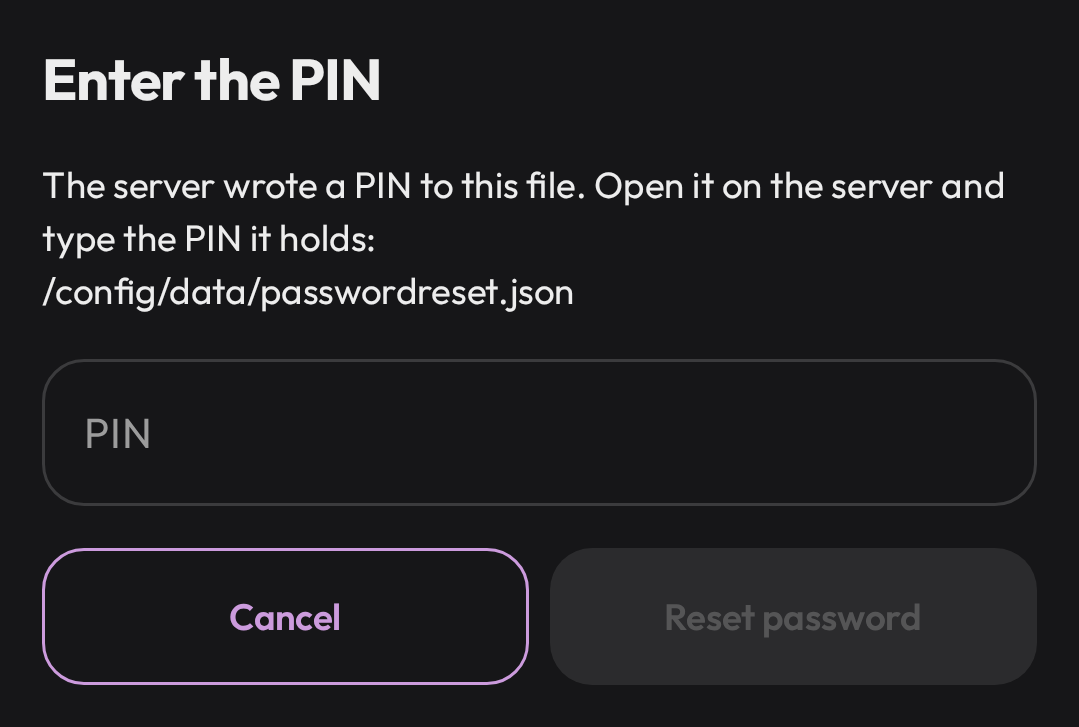 Enter the PIN
The server wrote a PIN to this file. Open it on the server and
type the PIN it holds:
/config/data/passwordreset.json
PIN
Cancel
Reset password